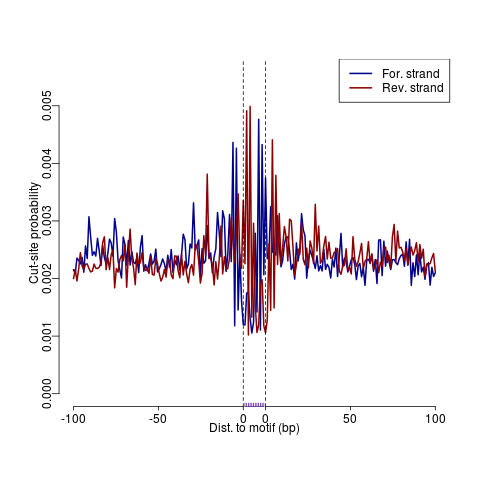 For. strand
Rev. strand
Cut-site probability
0.005
0.004
0.003
0.002
0.001
0.000
-100 -50 0 0 50 100
Dist. to motif (bp)